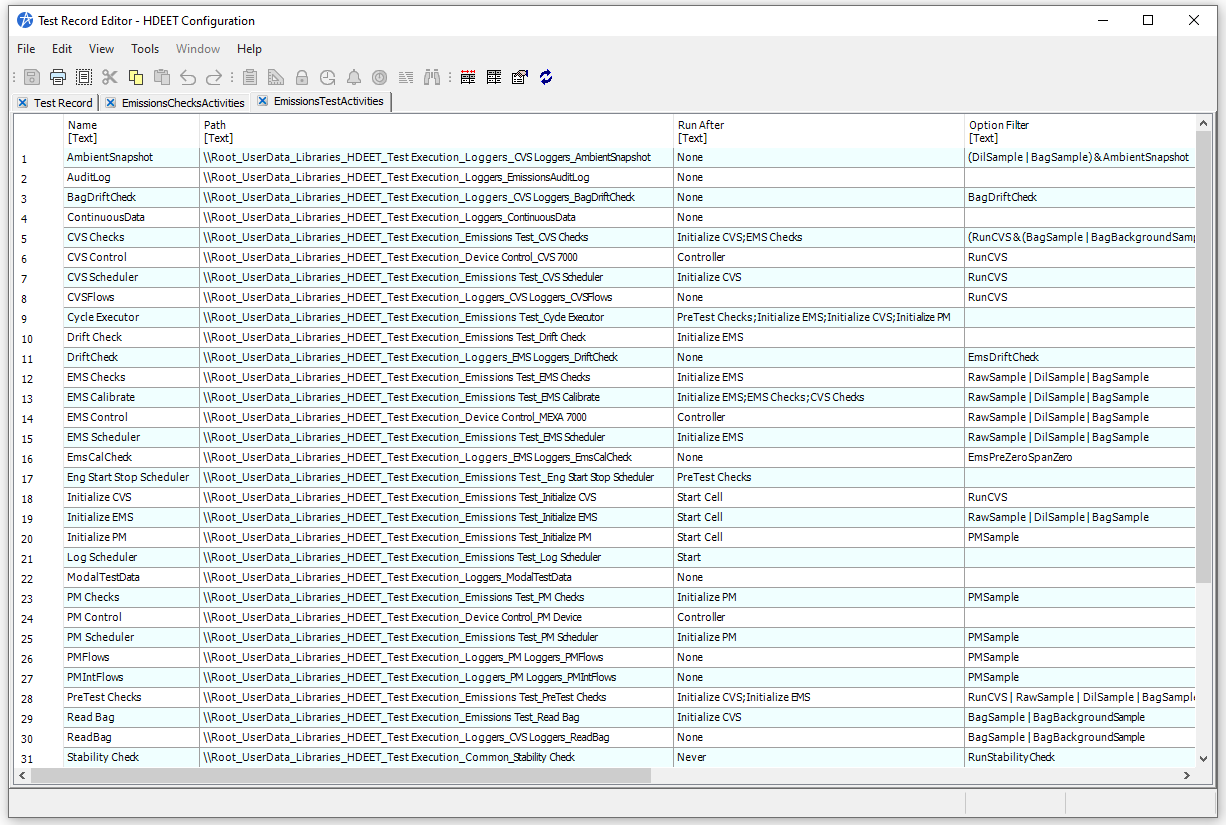 Test Record Editor - HDEET Configuration
File Edit View Tools Window Help
Test Record EmissionsChecksActivities EmissionsTestActivities
Name Path Run After Option Filter
[Text] [Text] [Text] [Text]
1 AmbientSnapshot \\Root_UserData_Libraries_HDEET_Test Execution_Loggers_CVS Loggers_AmbientSnapshot None (DilSample | BagSample) & AmbientSnapshot
2 AuditLog \\Root_UserData_Libraries_HDEET_Test Execution_Loggers_EmissionsAuditLog None
3 BagDriftCheck \\Root_UserData_Libraries_HDEET_Test Execution_Loggers_CVS Loggers_BagDriftCheck None BagDriftCheck
4 ContinuousData \\Root_UserData_Libraries_HDEET_Test Execution_Loggers_ContinuousData None
5 CVS Checks \\Root_UserData_Libraries_HDEET_Test Execution_Emissions Test_CVS Checks Initialize CVS;EMS Checks (RunCVS & (BagSample | BagBackgroundSam
6 CVS Control \\Root_UserData_Libraries_HDEET_Test Execution_Device Control_CVS 7000 Controller RunCVS
7 CVS Scheduler \\Root_UserData_Libraries_HDEET_Test Execution_Emissions Test_CVS Scheduler Initialize CVS RunCVS
8 CVSFlows \\Root_UserData_Libraries_HDEET_Test Execution_Loggers_CVS Loggers_CVSFlows None RunCVS
9 Cycle Executor \\Root_UserData_Libraries_HDEET_Test Execution_Emissions Test_Cycle Executor PreTest Checks;Initialize EMS;Initialize CVS;Initialize PM
10 Drift Check \\Root_UserData_Libraries_HDEET_Test Execution_Emissions Test_Drift Check Initialize EMS
11 DriftCheck \\Root_UserData_Libraries_HDEET_Test Execution_Loggers_EMS Loggers_DriftCheck None EmsDriftCheck
12 EMS Checks \\Root_UserData_Libraries_HDEET_Test Execution_Emissions Test_EMS Checks Initialize EMS RawSample | DilSample | BagSample
13 EMS Calibrate \\Root_UserData_Libraries_HDEET_Test Execution_Emissions Test_EMS Calibrate Initialize EMS;EMS Checks;CVS Checks RawSample | DilSample | BagSample
14 EMS Control \\Root_UserData_Libraries_HDEET_Test Execution_Device Control_MEXA 7000 Controller RawSample | DilSample | BagSample
15 EMS Scheduler \\Root_UserData_Libraries_HDEET_Test Execution_Emissions Test_EMS Scheduler Initialize EMS RawSample | DilSample | BagSample
16 EmsCalCheck \\Root_UserData_Libraries_HDEET_Test Execution_Loggers_EMS Loggers_EmsCalCheck None EmsPreZeroSpanZero
17 Eng Start Stop Scheduler \\Root_UserData_Libraries_HDEET_Test Execution_Emissions Test_Eng Start Stop Scheduler PreTest Checks
18 Initialize CVS \\Root_UserData_Libraries_HDEET_Test Execution_Emissions Test_Initialize CVS Start Cell RunCVS
19 Initialize EMS \\Root_UserData_Libraries_HDEET_Test Execution_Emissions Test_Initialize EMS Start Cell RawSample | DilSample | BagSample
20 Initialize PM \\Root_UserData_Libraries_HDEET_Test Execution_Emissions Test_Initialize PM Start Cell PMSample
21 Log Scheduler \\Root_UserData_Libraries_HDEET_Test Execution_Emissions Test_Log Scheduler Start
22 ModalTestData \\Root_UserData_Libraries_HDEET_Test Execution_Loggers_ModalTestData None
23 PM Checks \\Root_UserData_Libraries_HDEET_Test Execution_Emissions Test_PM Checks Initialize PM PMSample
24 PM Control \\Root_UserData_Libraries_HDEET_Test Execution_Device Control_PM Device Controller
25 PM Scheduler \\Root_UserData_Libraries_HDEET_Test Execution_Emissions Test_PM Scheduler Initialize PM PMSample
26 PMFlows \\Root_UserData_Libraries_HDEET_Test Execution_Loggers_PM Loggers_PMFlows None PMSample
27 PMIntFlows \\Root_UserData_Libraries_HDEET_Test Execution_Loggers_PM Loggers_PMIntFlows None PMSample
28 PreTest Checks \\Root_UserData_Libraries_HDEET_Test Execution_Emissions Test_PreTest Checks Initialize CVS;Initialize EMS RunCVS | RawSample | DilSample | BagSample
29 Read Bag \\Root_UserData_Libraries_HDEET_Test Execution_Emissions Test_Read Bag Initialize CVS BagSample | BagBackgroundSample
30 ReadBag \\Root_UserData_Libraries_HDEET_Test Execution_Loggers_CVS Loggers_ReadBag None BagSample | BagBackgroundSample
31 Stability Check \\Root_UserData_Libraries_HDEET_Test Execution_Common_Stability Check Never RunStabilityCheck